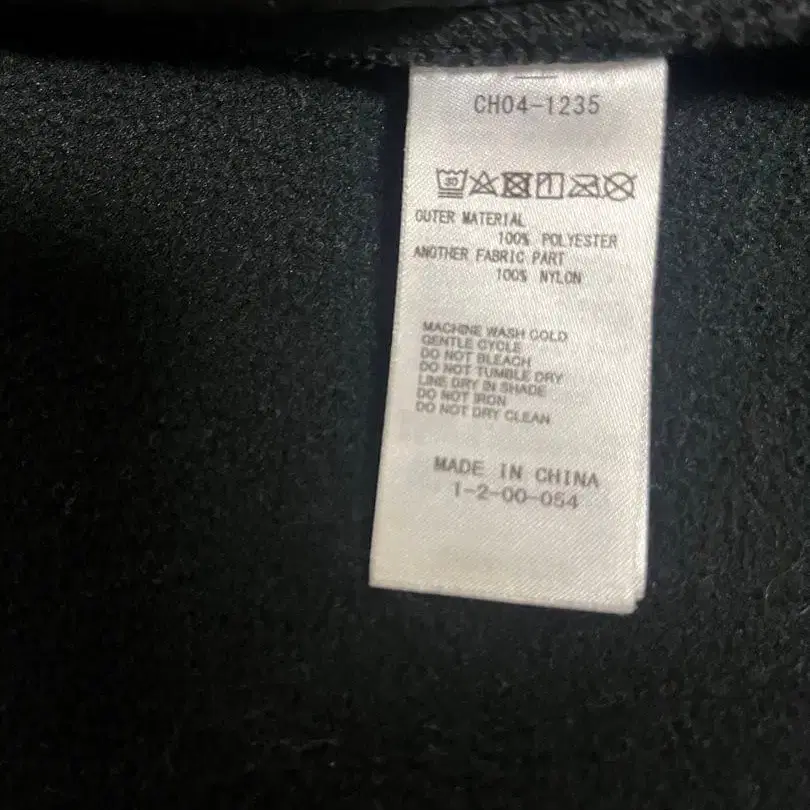 CH04-1235
30
OUTER MATERIAL
100% POLYESTER
ANOTHER FABRIC PART
100% NYLON
MACHINE WASH COLD
GENTLE CYCLE
DO NOT BLEACH
DO NOT TUMBLE DRY
LINE DRY IN SHADE
DO NOT IRON
DO NOT DRY CLEAN
MADE IN CHINA
1-2-00-054